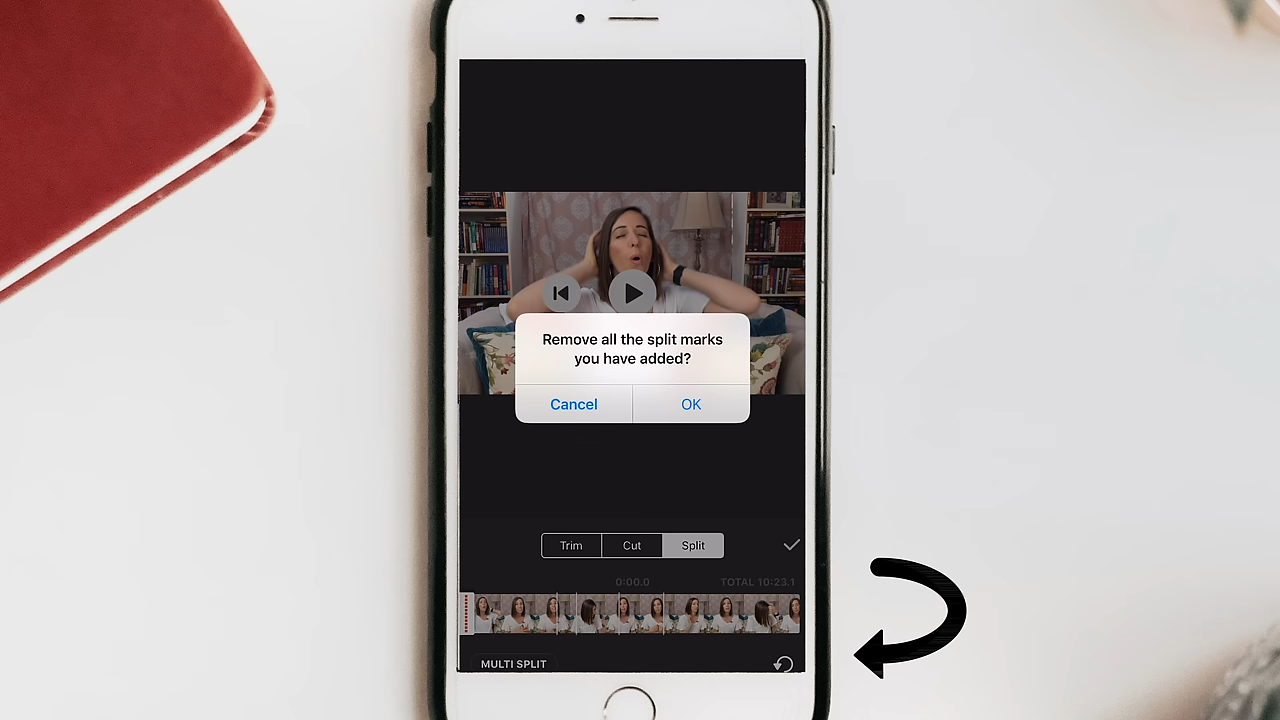 Remove all the split marks
you have added?
Cancel
OK
Trim
Cut
Split
0:00.0
TOTAL 10:23.1
MULTI SPLIT